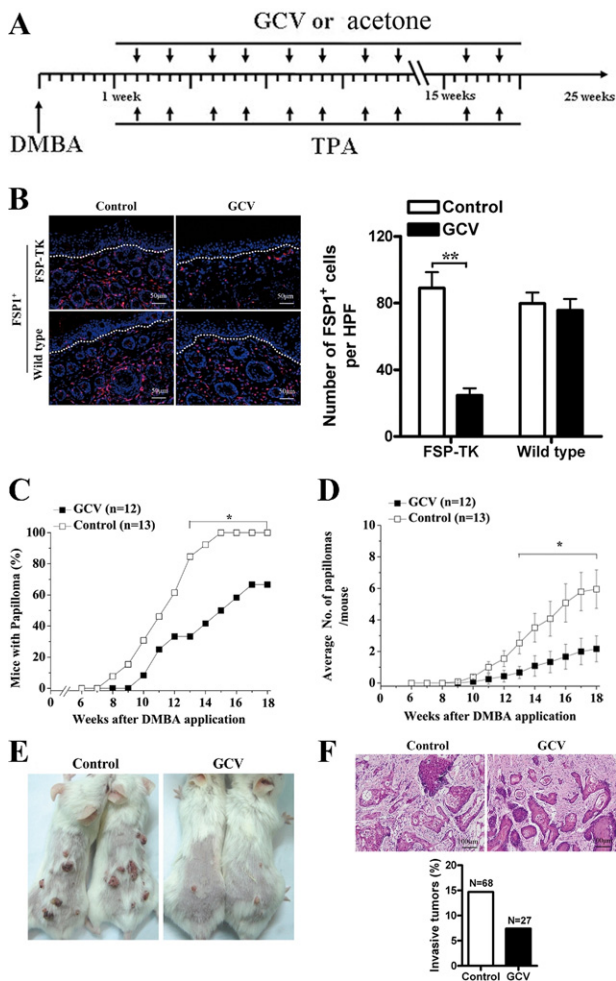 A
GCV or acetone
1 week
15 weeks
25 weeks
DMBA
TPA
B
Control
GCV
FSP1+
FSP-TK
50μm
50μm
Wild type
50μm
50μm
Control
GCV
**
Number of FSP1+ cells
per HPF
120
80
40
0
FSP-TK
Wild type
C
GCV (n=12)
Control (n=13)
*
Mice with Papilloma (%)
100
80
60
40
20
0
0
6
8
10
12
14
16
18
Weeks after DMBA application
D
GCV (n=12)
Control (n=13)
*
Average No. of papillomas
/mouse
10
8
6
4
2
0
0
6
8
10
12
14
16
18
Weeks after DMBA application
E
Control
GCV
F
Control
GCV
100μm
Invasive tumors (%)
20
15
10
5
0
N=68
N=27
Control
GCV